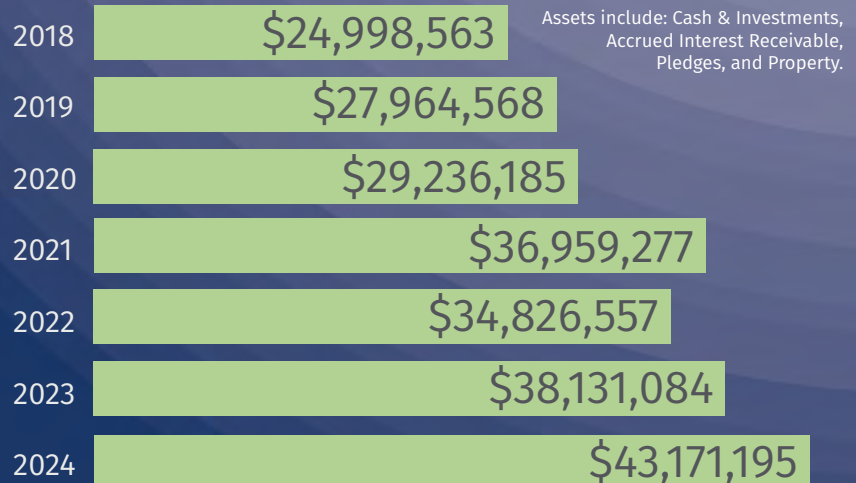 2018 $24,998,563
Assets include: Cash & Investments,
Accrued Interest Receivable,
Pledges, and Property.
2019 $27,964,568
2020 $29,236,185
2021 $36,959,277
2022 $34,826,557
2023 $38,131,084
2024 $43,171,195